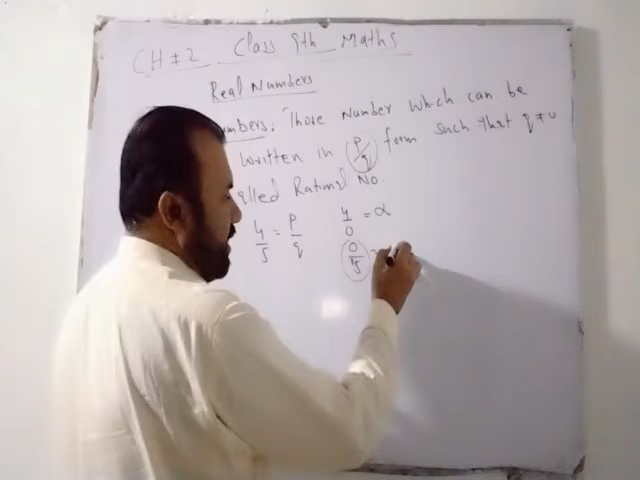 CH # 2 Class 9th Maths
Real Numbers
umbers. Those Number Which can be
written in P/q form such that q ≠ 0
alled Rational No.
4/5 = P/q 4/0 = α
0/5 =